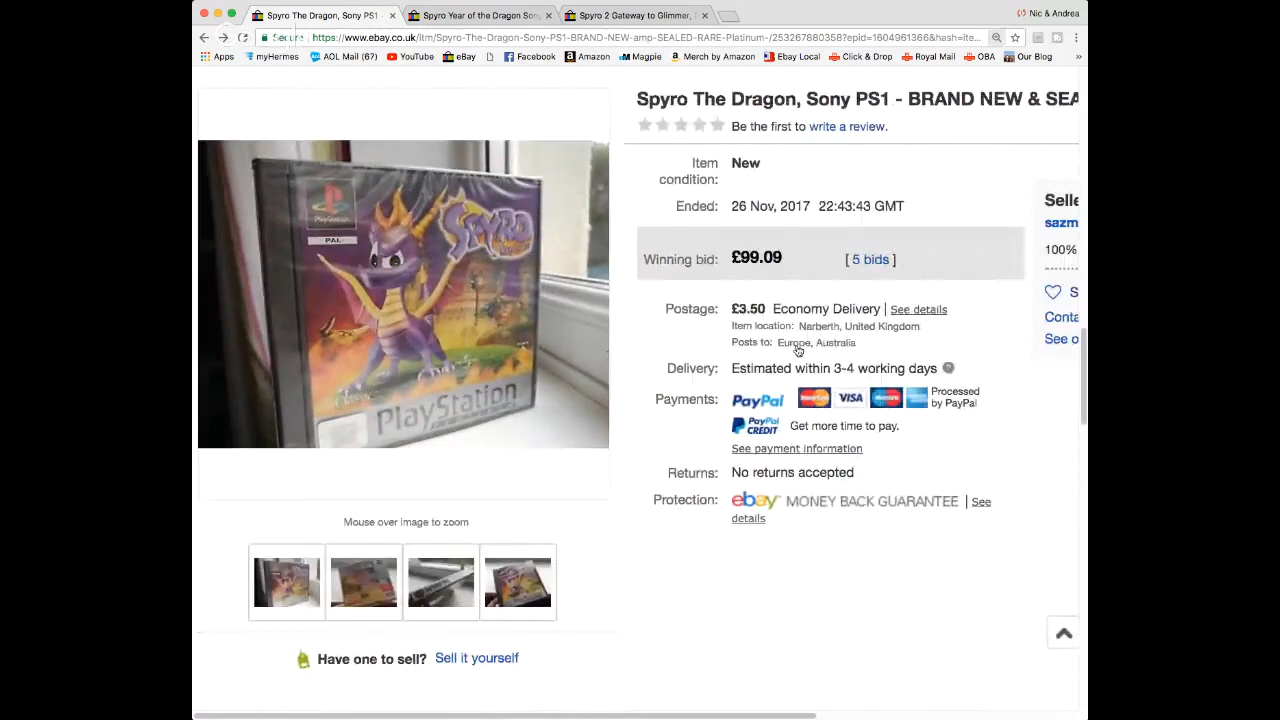 Spyro The Dragon, Sony PS1 -
Spyro Year of the Dragon Son
Spyro 2 Gateway to Glimmer, P
Nic & Andrea
Secure
https://www.ebay.co.uk/itm/Spyro-The-Dragon-Sony-PS1-BRAND-NEW-amp-SEALED-RARE-Platinum-/253267880358?epid=1604961366&hash=ite...
Apps myHermes AOL Mail (67) YouTube eBay Facebook Amazon Magpie Merch by Amazon Ebay Local Click & Drop Royal Mail OBA Our Blog »
Spyro The Dragon, Sony PS1 - BRAND NEW & SEA
Be the first to write a review.
Item condition: New
Ended: 26 Nov, 2017 22:43:43 GMT
Winning bid: £99.09 [ 5 bids ]
Postage: £3.50 Economy Delivery | See details
Item location: Narberth, United Kingdom
Posts to: Europe, Australia
Delivery: Estimated within 3-4 working days
Payments: PayPal MasterCard VISA Processed by PayPal
PayPal CREDIT Get more time to pay.
See payment information
Returns: No returns accepted
Protection: ebay MONEY BACK GUARANTEE | See details
Selle
sazm
100%
S
Conta
See o
PlayStation
PAL
SPYRO
PlayStation
Mouse over image to zoom
Have one to sell? Sell it yourself